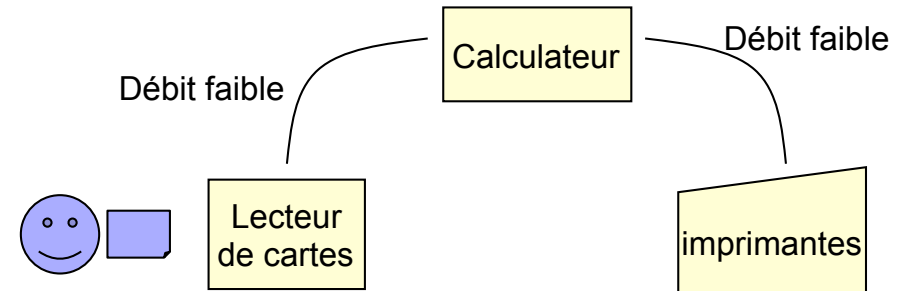 Calculateur
Débit faible
Débit faible
Lecteur
de cartes
imprimantes